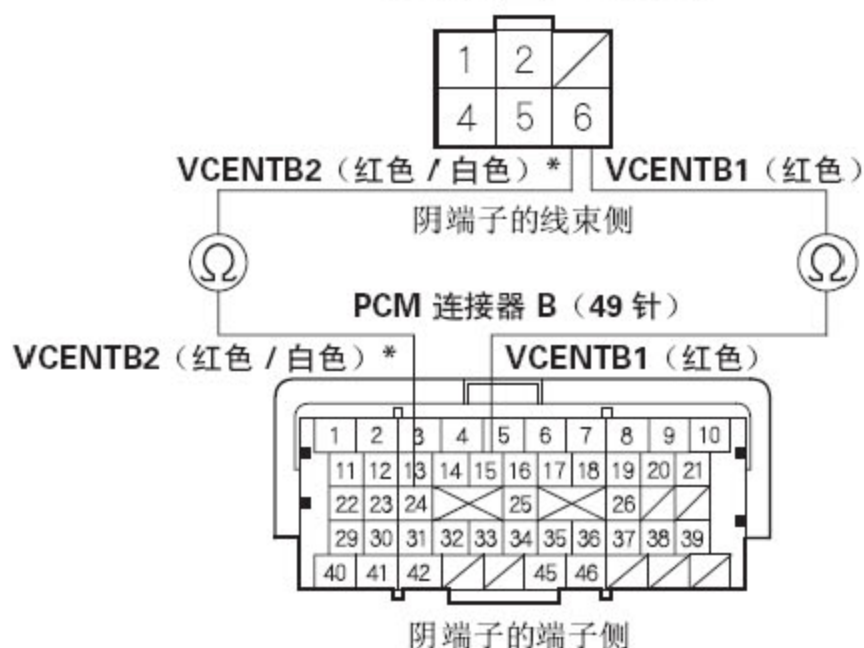 1 2
4 5 6
VCENTB2（红色 / 白色）* VCENTB1（红色）
阴端子的线束侧
Ω Ω
PCM 连接器 B（49 针）
VCENTB2（红色 / 白色）* VCENTB1（红色）
1 2 3 4 5 6 7 8 9 10
11 12 13 14 15 16 17 18 19 20 21
22 23 24 25 26
29 30 31 32 33 34 35 36 37 38 39
40 41 42 45 46
阴端子的端子侧